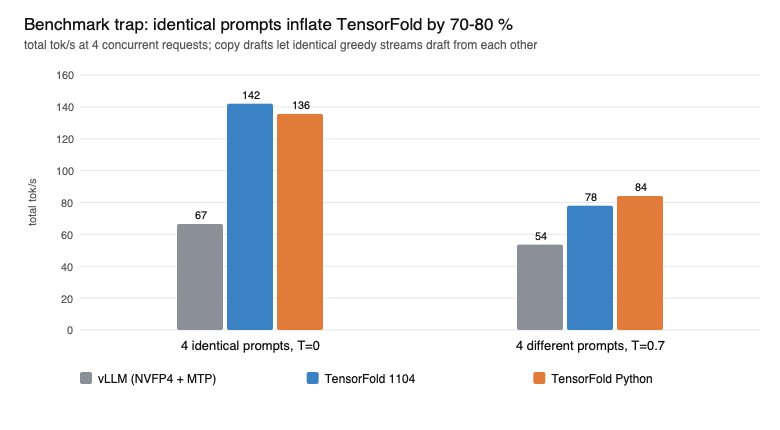 Benchmark trap: identical prompts inflate TensorFold by 70-80 %
total tok/s at 4 concurrent requests; copy drafts let identical greedy streams draft from each other
total tok/s
160
140
120
100
80
60
40
20
0
67
142
136
54
78
84
4 identical prompts, T=0
4 different prompts, T=0.7
vLLM (NVFP4 + MTP)
TensorFold 1104
TensorFold Python